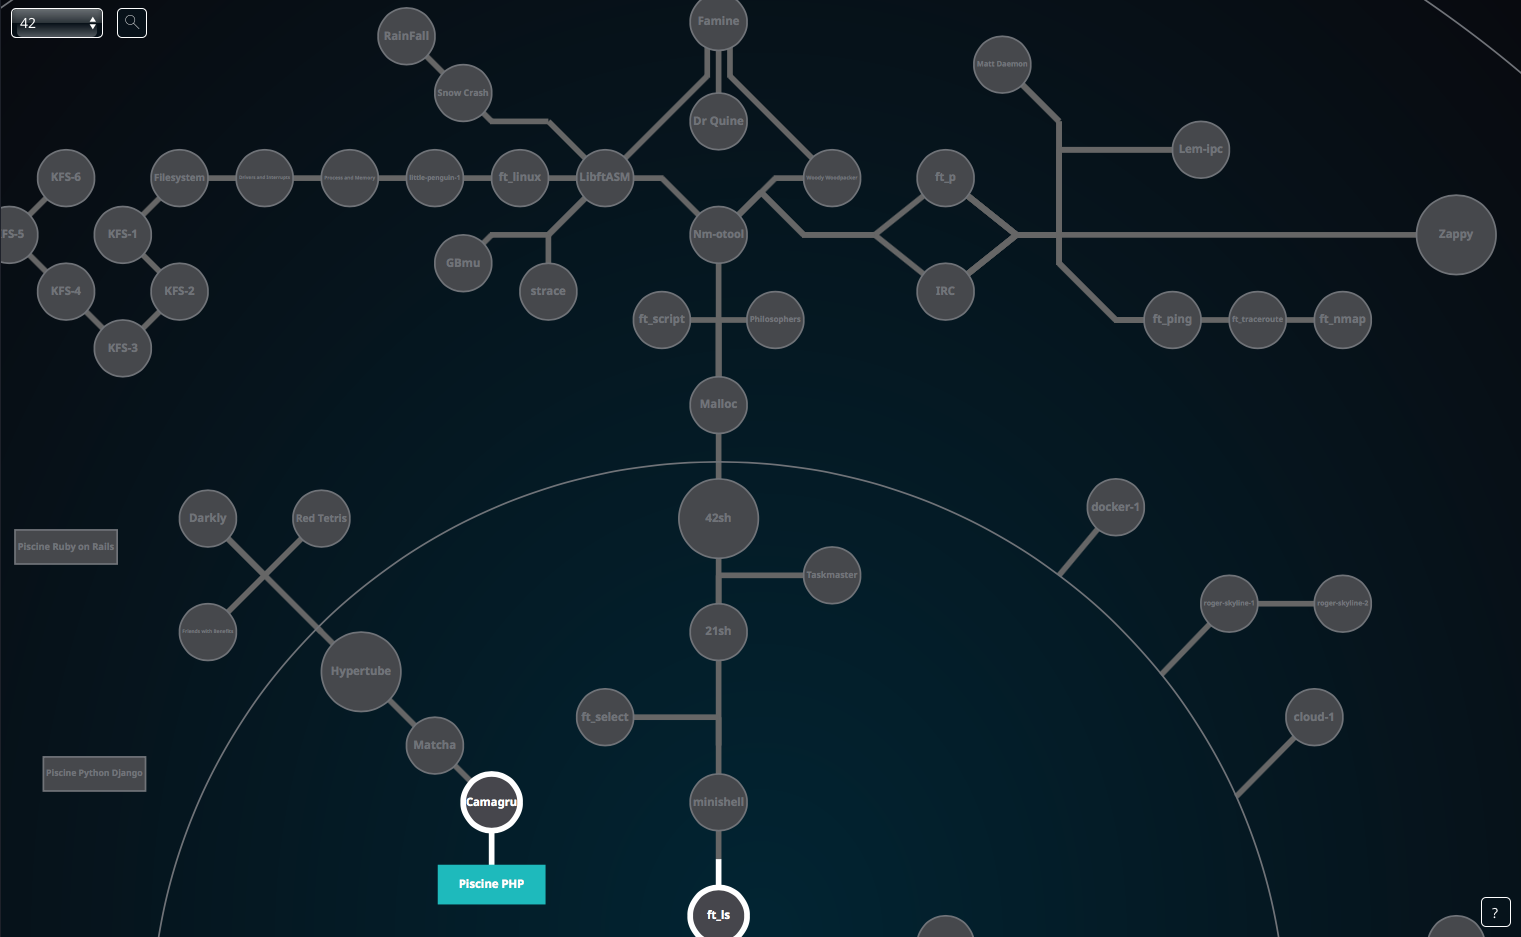 42
RainFall
Famine
Matt Daemon
Snow Crash
Dr Quine
Lem-ipc
KFS-6
Filesystem
Drivers and Interrupts
Process and Memory
little-penguin-1
ft_linux
LibftASM
Woody Woodpacker
ft_p
FS-5
KFS-1
Nm-otool
Zappy
GBmu
KFS-4
KFS-2
strace
IRC
ft_script
Philosophers
ft_ping
ft_traceroute
ft_nmap
KFS-3
Malloc
Darkly
Red Tetris
42sh
docker-1
Piscine Ruby on Rails
Taskmaster
roger-skyline-1
roger-skyline-2
Friends with Benefits
21sh
Hypertube
ft_select
cloud-1
Matcha
Piscine Python Django
Camagru
minishell
Piscine PHP
ft_ls
?